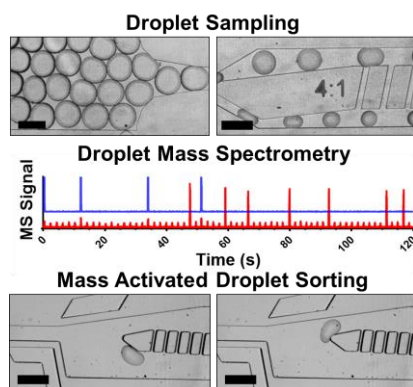 Droplet Sampling
4:1
Droplet Mass Spectrometry
MS Signal
0 20 40 60 80 100 120
Time (s)
Mass Activated Droplet Sorting